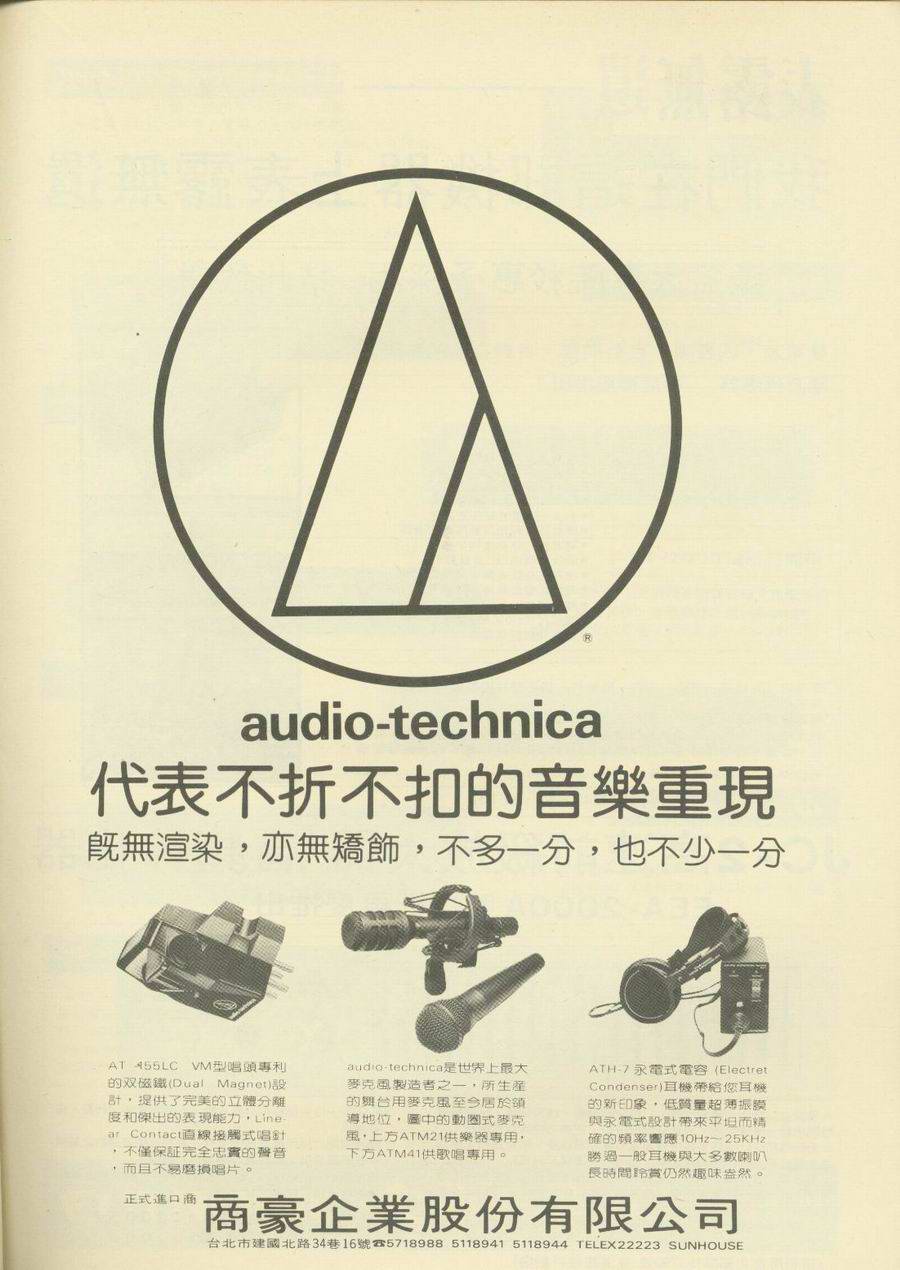 ®
audio-technica
代表不折不扣的音樂重現
既無渲染，亦無矯飾，不多一分，也不少一分
AT 155LC VM型唱頭專利
的双磁鐵(Dual Magnet)設
計，提供了完美的立體分離
度和傑出的表現能力，Line-
ar Contact直線接觸式唱針
，不僅保証完全忠實的聲音
，而且不易磨損唱片。
audio-technica是世界上最大
麥克風製造者之一，所生產
的舞台用麥克風至今居於領
導地位，圖中的動圈式麥克
風，上方ATM21供樂器專用，
下方ATM41供歌唱專用。
ATH-7永電式電容 (Electret
Condenser)耳機帶給您耳機
的新印象，低質量超薄振膜
與永電式設計帶來平坦而精
確的頻率響應10Hz～25KHz
勝過一般耳機與大多數喇叭
長時間聆賞仍然趣味盎然。
正式進口商 商豪企業股份有限公司
台北市建國北路34巷16號☎5718988 5118941 5118944 TELEX22223 SUNHOUSE